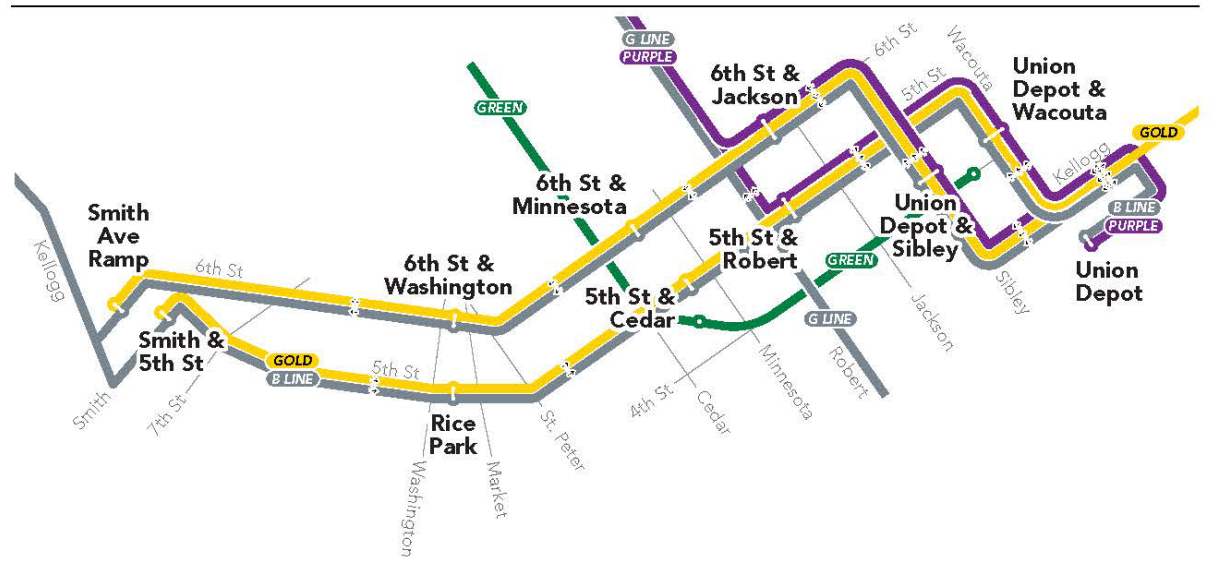 G LINE
PURPLE
6th St
Wacouta
Union
Depot &
Wacouta
6th St &
Jackson
5th St
GREEN
GOLD
Kellogg
6th St &
Minnesota
Smith
Ave
Ramp
Union
Depot &
Sibley
B LINE
PURPLE
Kellogg
6th St
6th St &
Washington
5th St &
Robert
GREEN
Union
Depot
Sibley
5th St &
Cedar
G LINE
Jackson
Smith &
5th St
GOLD
B LINE
5th St
Minnesota
Robert
Smith
7th St
4th St
Cedar
Rice
Park
St. Peter
Market
Washington